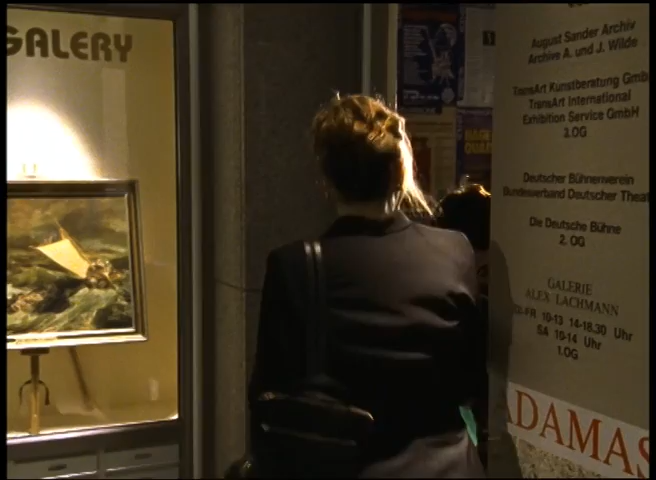 GALERY
August Sander Archiv
Archive A. und J. Wilde
TransArt Kunstberatung GmbH
TransArt International
Exhibition Service GmbH
3.OG
Deutscher Bühnenverein
Bundesverband Deutscher Theat
Die Deutsche Bühne
2. OG
GALERIE
ALEX LACHMANN
10-13 14-18.30 Uhr
SA 10-14 Uhr
1.OG
ADAMAS